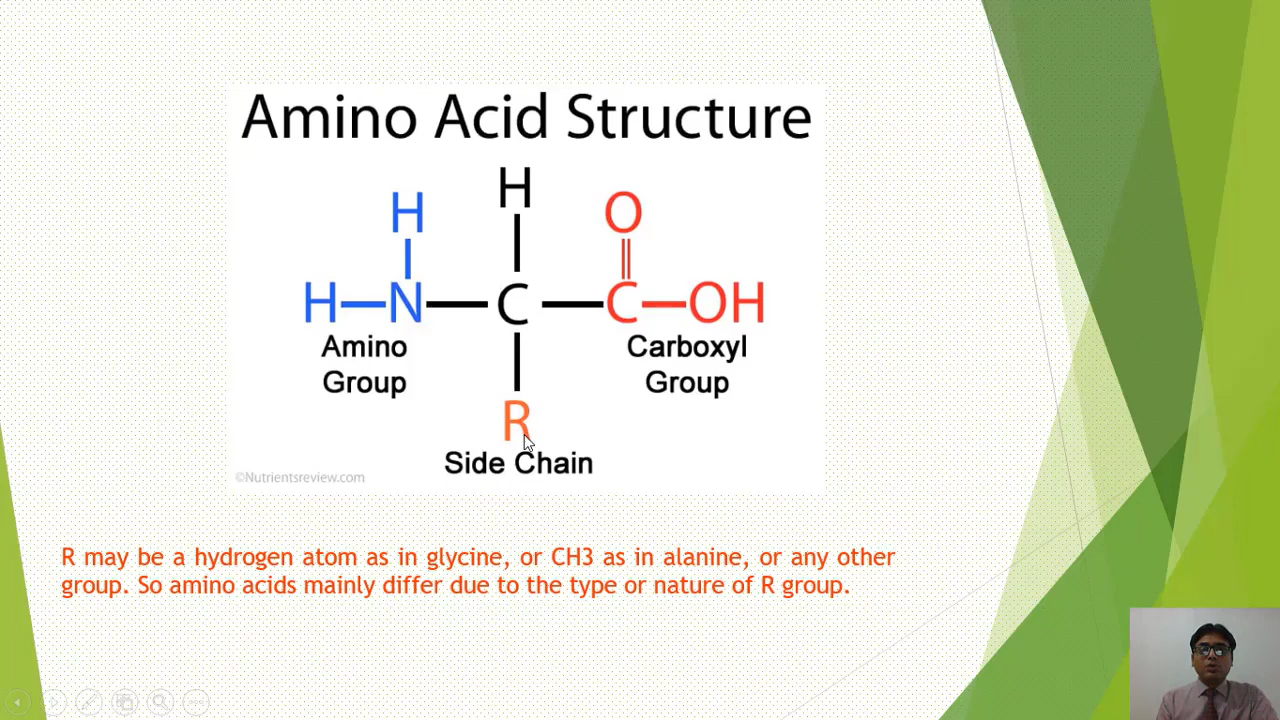 Amino Acid Structure
H
H
O
H N C C OH
Amino
Group
Carboxyl
Group
R
Side Chain
©Nutrientsreview.com
R may be a hydrogen atom as in glycine, or CH3 as in alanine, or any other
group. So amino acids mainly differ due to the type or nature of R group.